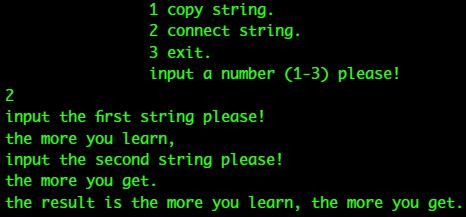 1 copy string.
2 connect string.
3 exit.
input a number (1-3) please!
2
input the first string please!
the more you learn,
input the second string please!
the more you get.
the result is the more you learn, the more you get.